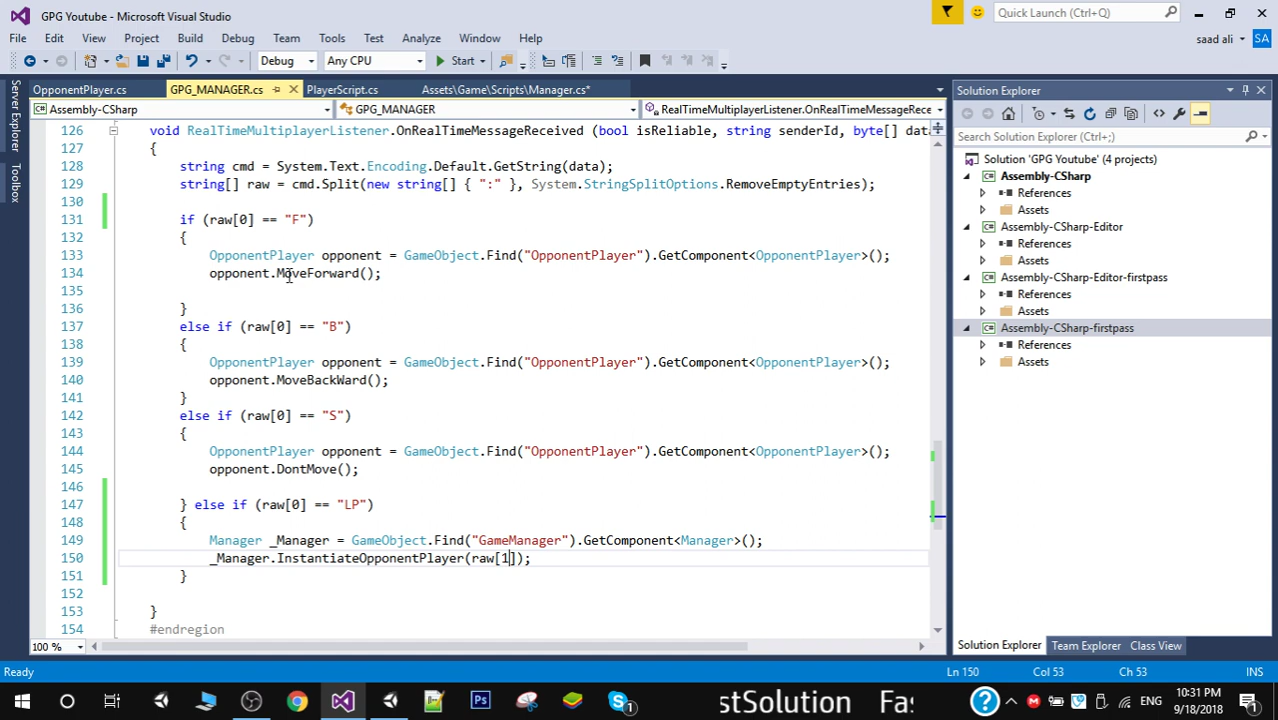 GPG Youtube - Microsoft Visual Studio
Quick Launch (Ctrl+Q)
File Edit View Project Build Debug Team Tools Test Analyze Window Help
saad ali SA
Debug Any CPU Start
Server Explorer
Toolbox
OpponentPlayer.cs GPG_MANAGER.cs PlayerScript.cs Assets\Game\Scripts\Manager.cs*
Assembly-CSharp GPG_MANAGER RealTimeMultiplayerListener.OnRealTimeMessageRece
126 void RealTimeMultiplayerListener.OnRealTimeMessageReceived (bool isReliable, string senderId, byte[] dat
127 {
128 string cmd = System.Text.Encoding.Default.GetString(data);
129 string[] raw = cmd.Split(new string[] { ":" }, System.StringSplitOptions.RemoveEmptyEntries);
130
131 if (raw[0] == "F")
132 {
133 OpponentPlayer opponent = GameObject.Find("OpponentPlayer").GetComponent<OpponentPlayer>();
134 opponent.MoveForward();
135
136 }
137 else if (raw[0] == "B")
138 {
139 OpponentPlayer opponent = GameObject.Find("OpponentPlayer").GetComponent<OpponentPlayer>();
140 opponent.MoveBackWard();
141 }
142 else if (raw[0] == "S")
143 {
144 OpponentPlayer opponent = GameObject.Find("OpponentPlayer").GetComponent<OpponentPlayer>();
145 opponent.DontMove();
146
147 } else if (raw[0] == "LP")
148 {
149 Manager _Manager = GameObject.Find("GameManager").GetComponent<Manager>();
150 _Manager.InstantiateOpponentPlayer(raw[1]);
151 }
152
153 }
154 #endregion
100 %
Solution Explorer
Search Solution Explorer (Ctrl+;)
Solution 'GPG Youtube' (4 projects)
Assembly-CSharp
References
Assets
Assembly-CSharp-Editor
References
Assets
Assembly-CSharp-Editor-firstpass
References
Assets
Assembly-CSharp-firstpass
References
Assets
Solution Explorer Team Explorer Class View
Ready Ln 150 Col 53 Ch 53 INS
stSolution Fas
ENG
10:31 PM
9/18/2018